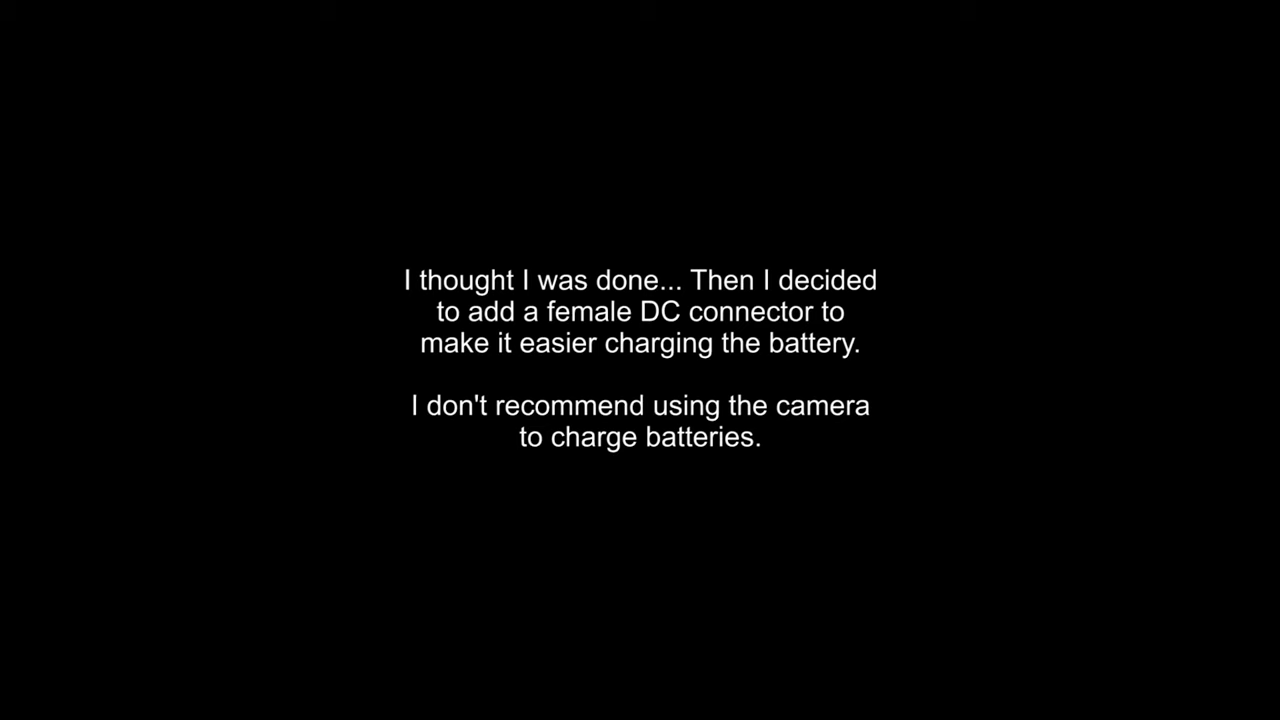 I thought I was done... Then I decided
to add a female DC connector to
make it easier charging the battery.
I don't recommend using the camera
to charge batteries.